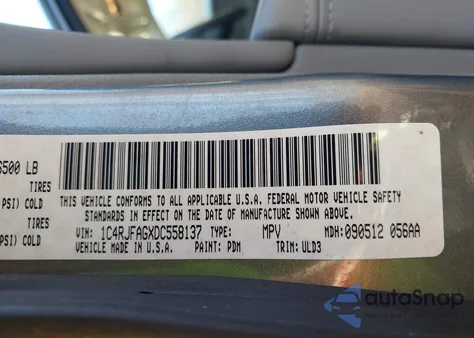 6500 LB
TIRES
PSI) COLD
TIRES
PSI) COLD
THIS VEHICLE CONFORMS TO ALL APPLICABLE U.S.A. FEDERAL MOTOR VEHICLE SAFETY
STANDARDS IN EFFECT ON THE DATE OF MANUFACTURE SHOWN ABOVE.
VIN: 1C4RJFAGXDC558137 TYPE: MPV MDH: 090512 056AA
VEHICLE MADE IN U.S.A. PAINT: PDM TRIM: ULD3
autoSnap